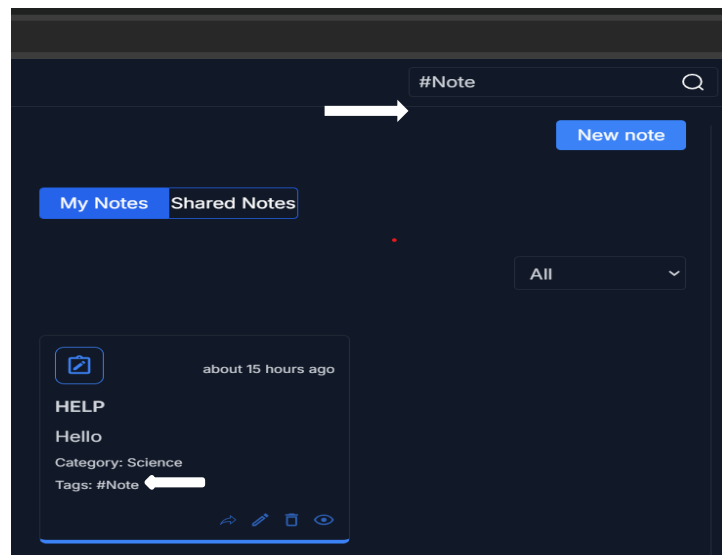 #Note
New note
My Notes Shared Notes
All
about 15 hours ago
HELP
Hello
Category: Science
Tags: #Note